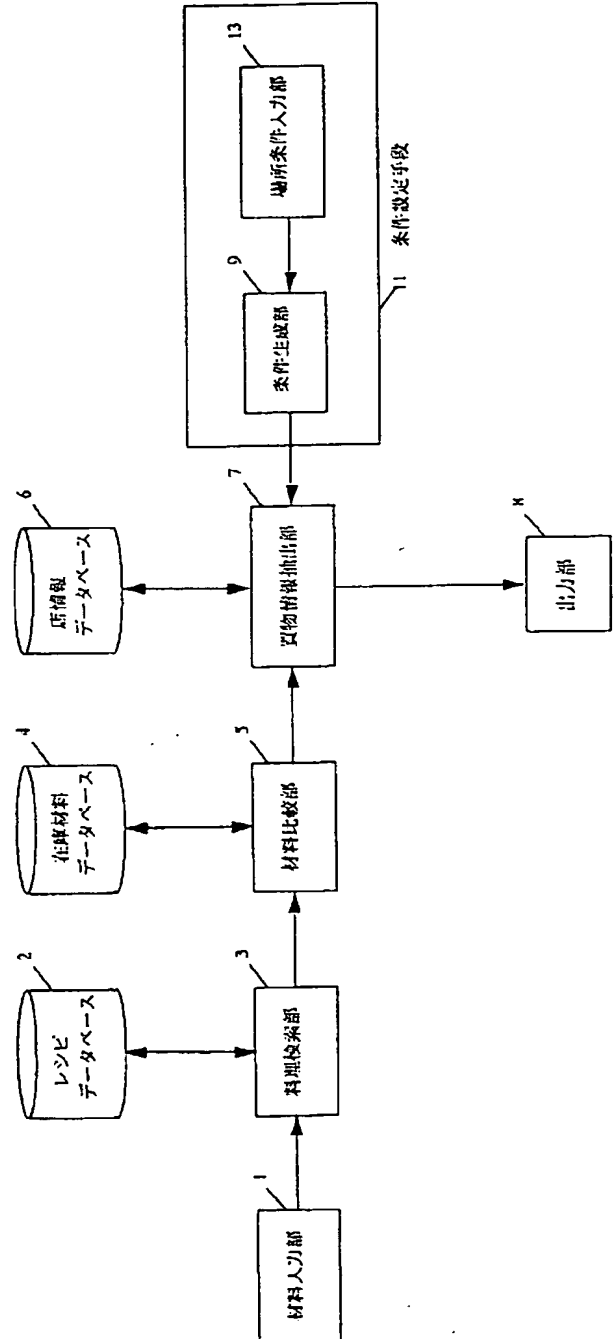 材料入力部
1
レシピ
データベース
2
料理検索部
3
在庫材料
データベース
4
材料比較部
5
店情報
データベース
6
買物情報抽出部
7
出力部
8
条件生成部
9
場所条件入力部
13
条件設定手段
11